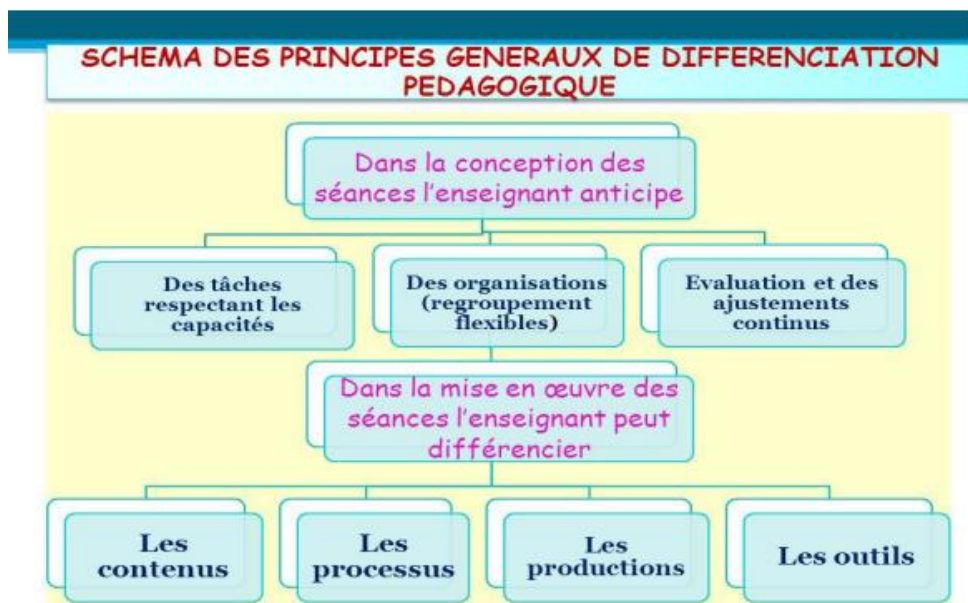 SCHEMA DES PRINCIPES GENERAUX DE DIFFERENCIATION
PEDAGOGIQUE
Dans la conception des
séances l'enseignant anticipe
Des tâches
respectant les
capacités
Des organisations
(regroupement
flexibles)
Evaluation et des
ajustements
continus
Dans la mise en œuvre des
séances l'enseignant peut
différencier
Les
contenus
Les
processus
Les
productions
Les outils